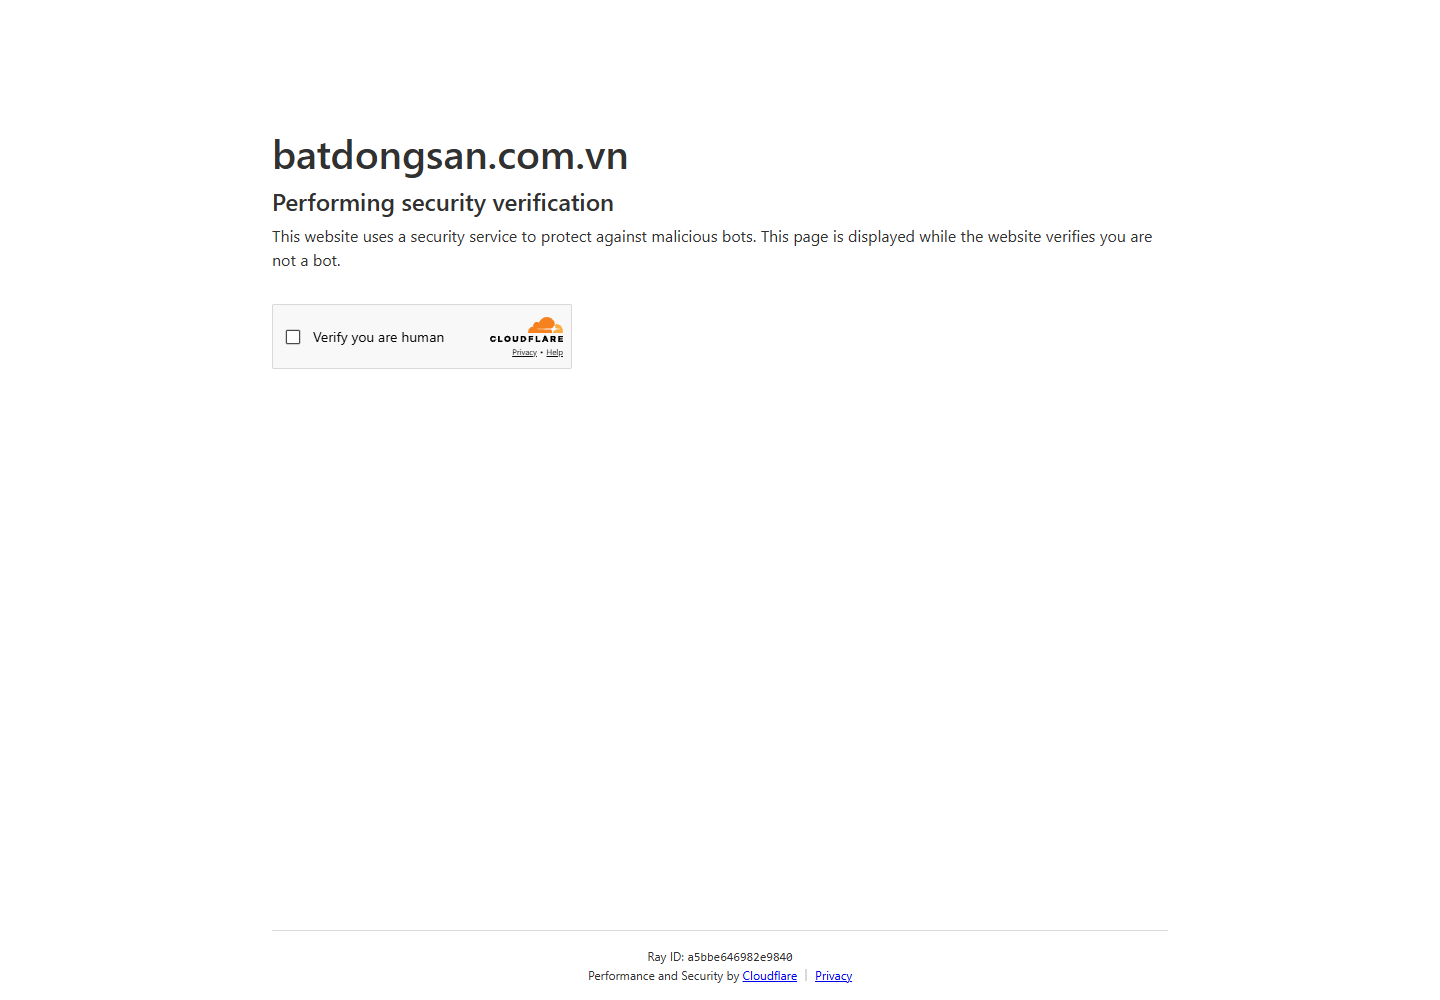 batdongsan.com.vn
Performing security verification
This website uses a security service to protect against malicious bots. This page is displayed while the website verifies you are
not a bot.
Verify you are human
CLOUDFLARE
Privacy • Help
Ray ID: a5bbe646982e9840
Performance and Security by Cloudflare | Privacy